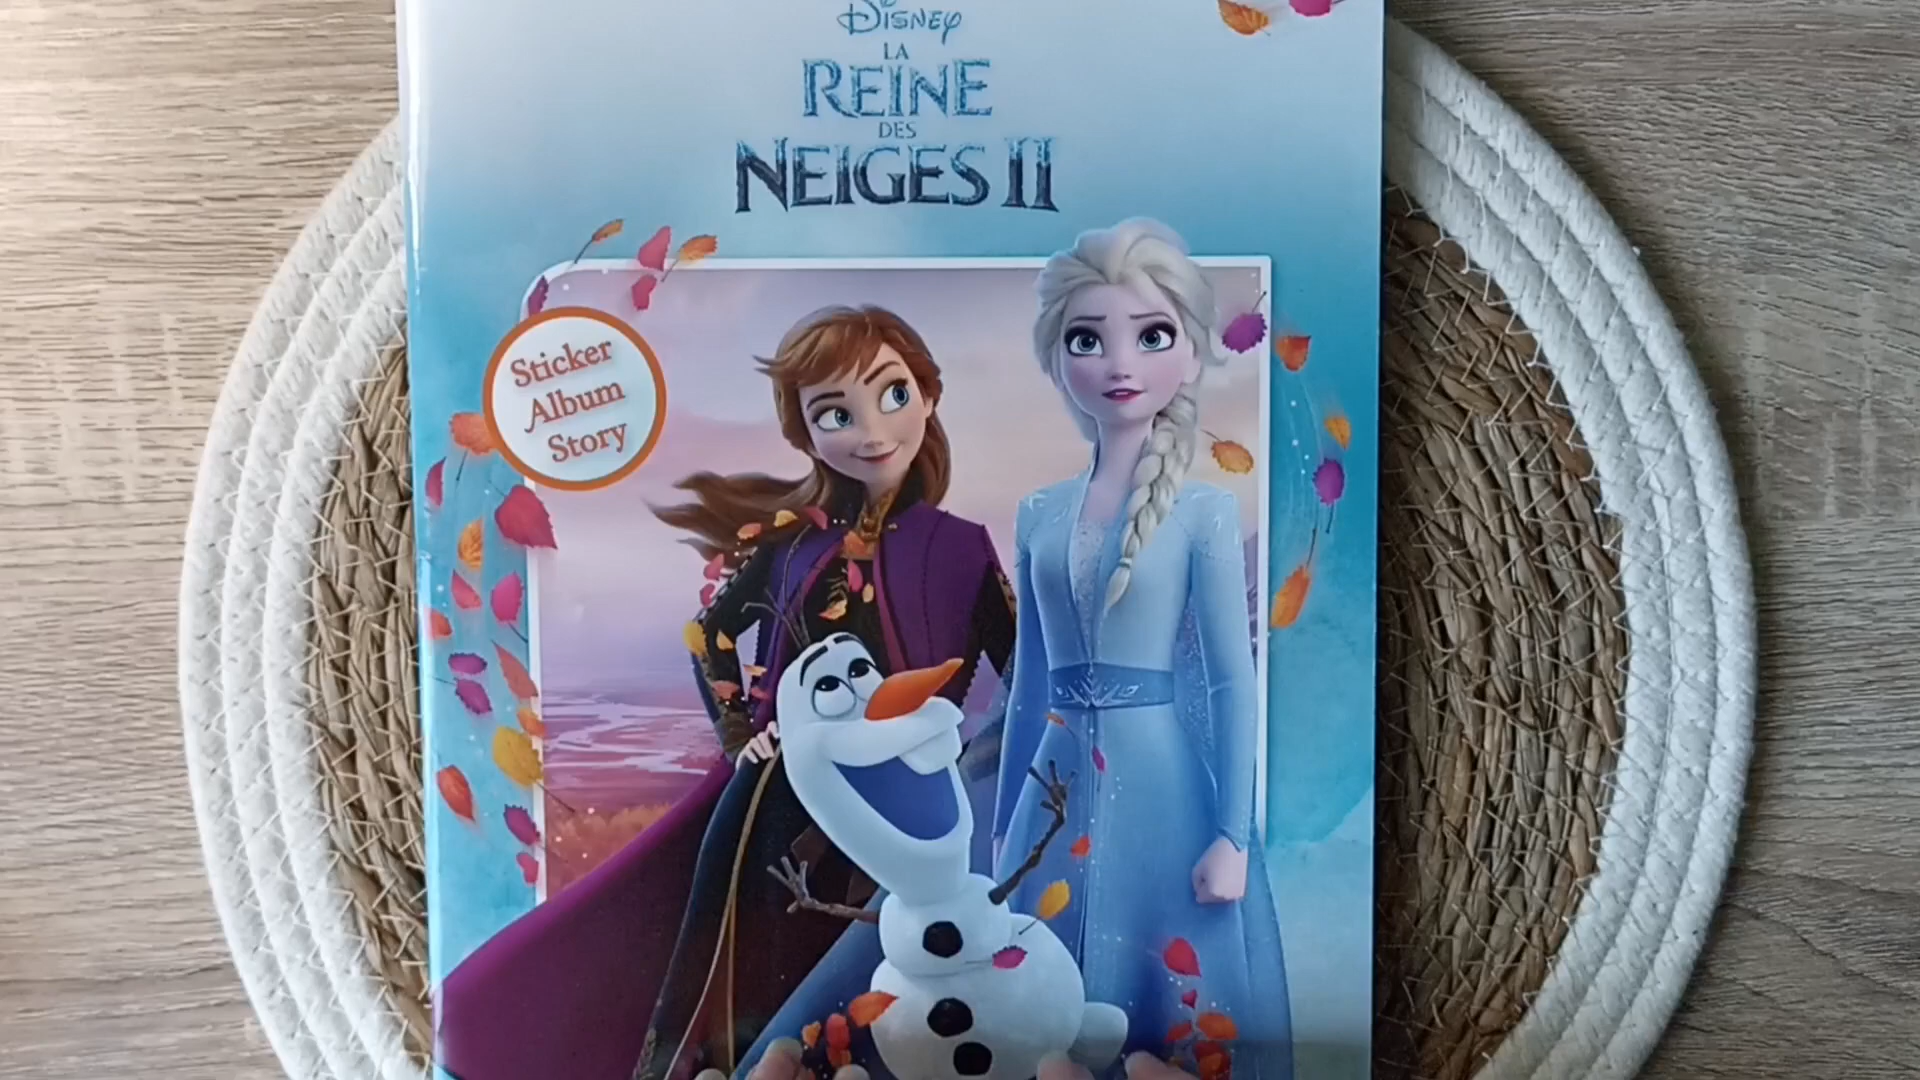 Disney
LA
REINE
DES
NEIGES II
Sticker
Album
Story